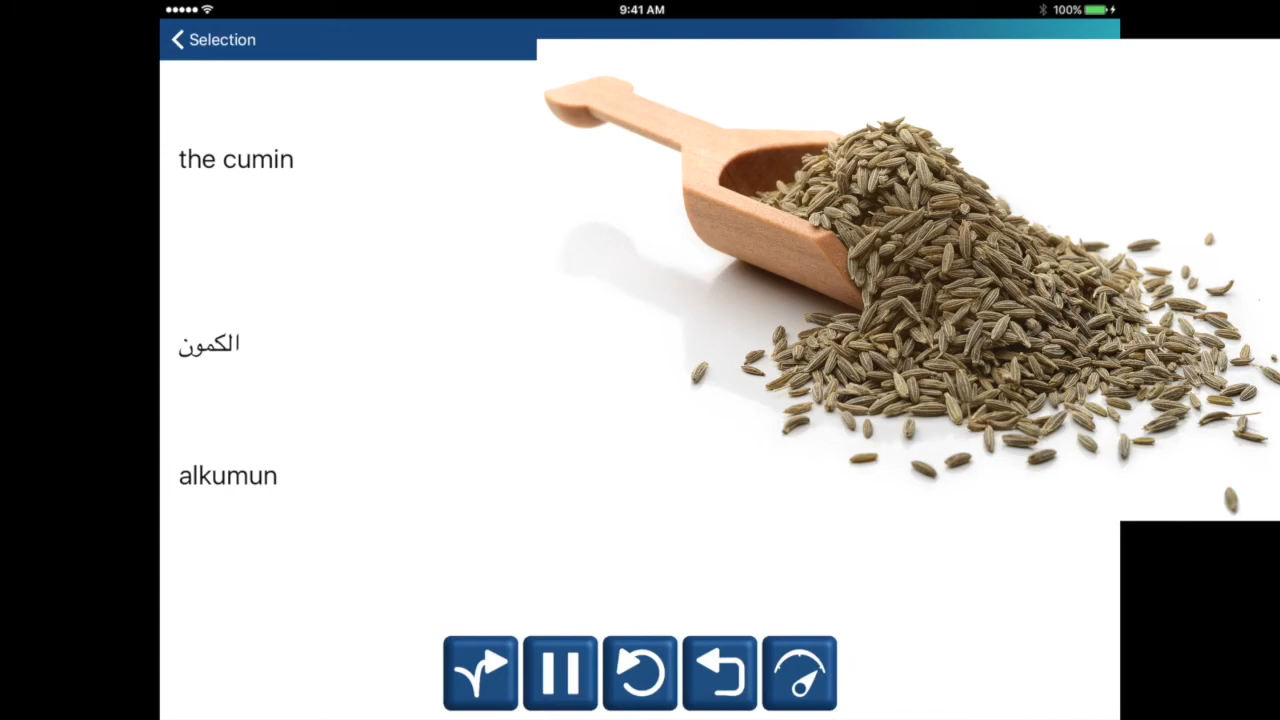 9:41 AM
100%
Selection
the cumin
الكمون
alkumun